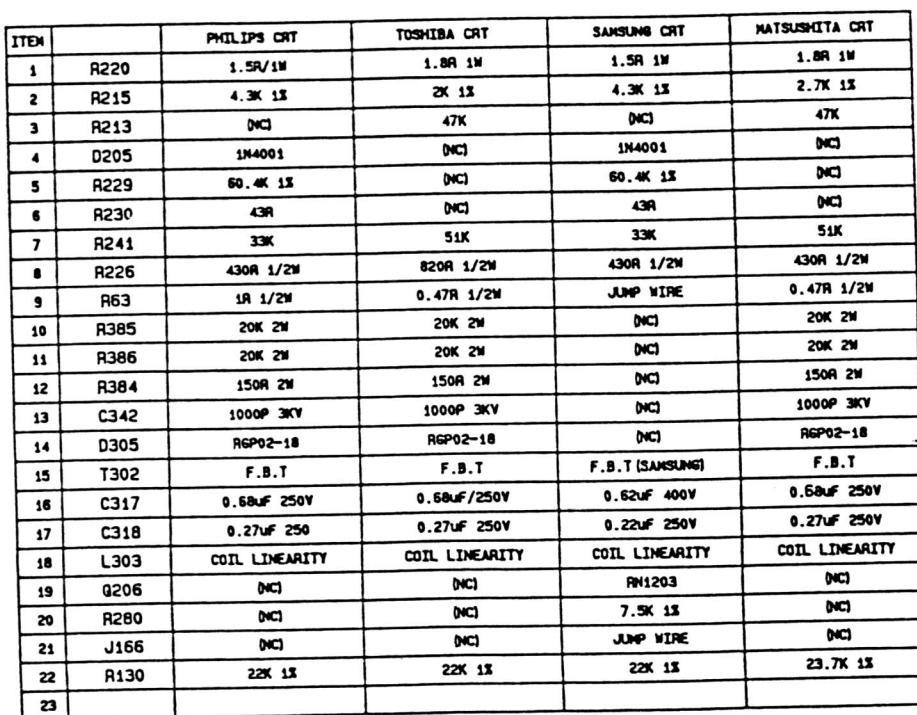 ITEM PHILIPS CRT TOSHIBA CRT SAMSUNG CRT MATSUSHITA CRT
1 R220 1.5R/1W 1.8R 1W 1.5R 1W 1.8R 1W
2 R215 4.3K 1% 2K 1% 4.3K 1% 2.7K 1%
3 R213 (NC) 47K (NC) 47K
4 D205 1N4001 (NC) 1N4001 (NC)
5 R229 60.4K 1% (NC) 60.4K 1% (NC)
6 R230 43R (NC) 43R (NC)
7 R241 33K 51K 33K 51K
8 R226 430R 1/2W 820R 1/2W 430R 1/2W 430R 1/2W
9 R63 1R 1/2W 0.47R 1/2W JUMP WIRE 0.47R 1/2W
10 R385 20K 2W 20K 2W (NC) 20K 2W
11 R386 20K 2W 20K 2W (NC) 20K 2W
12 R384 150R 2W 150R 2W (NC) 150R 2W
13 C342 1000P 3KV 1000P 3KV (NC) 1000P 3KV
14 D305 RGP02-18 RGP02-18 (NC) RGP02-18
15 T302 F.B.T F.B.T F.B.T(SAMSUNG) F.B.T
16 C317 0.68uF 250V 0.68uF/250V 0.62uF 400V 0.68uF 250V
17 C318 0.27uF 250 0.27uF 250V 0.22uF 250V 0.27uF 250V
18 L303 COIL LINEARITY COIL LINEARITY COIL LINEARITY COIL LINEARITY
19 Q206 (NC) (NC) RN1203 (NC)
20 R280 (NC) (NC) 7.5K 1% (NC)
21 J166 (NC) (NC) JUMP WIRE (NC)
22 R130 22K 1% 22K 1% 22K 1% 23.7K 1%
23